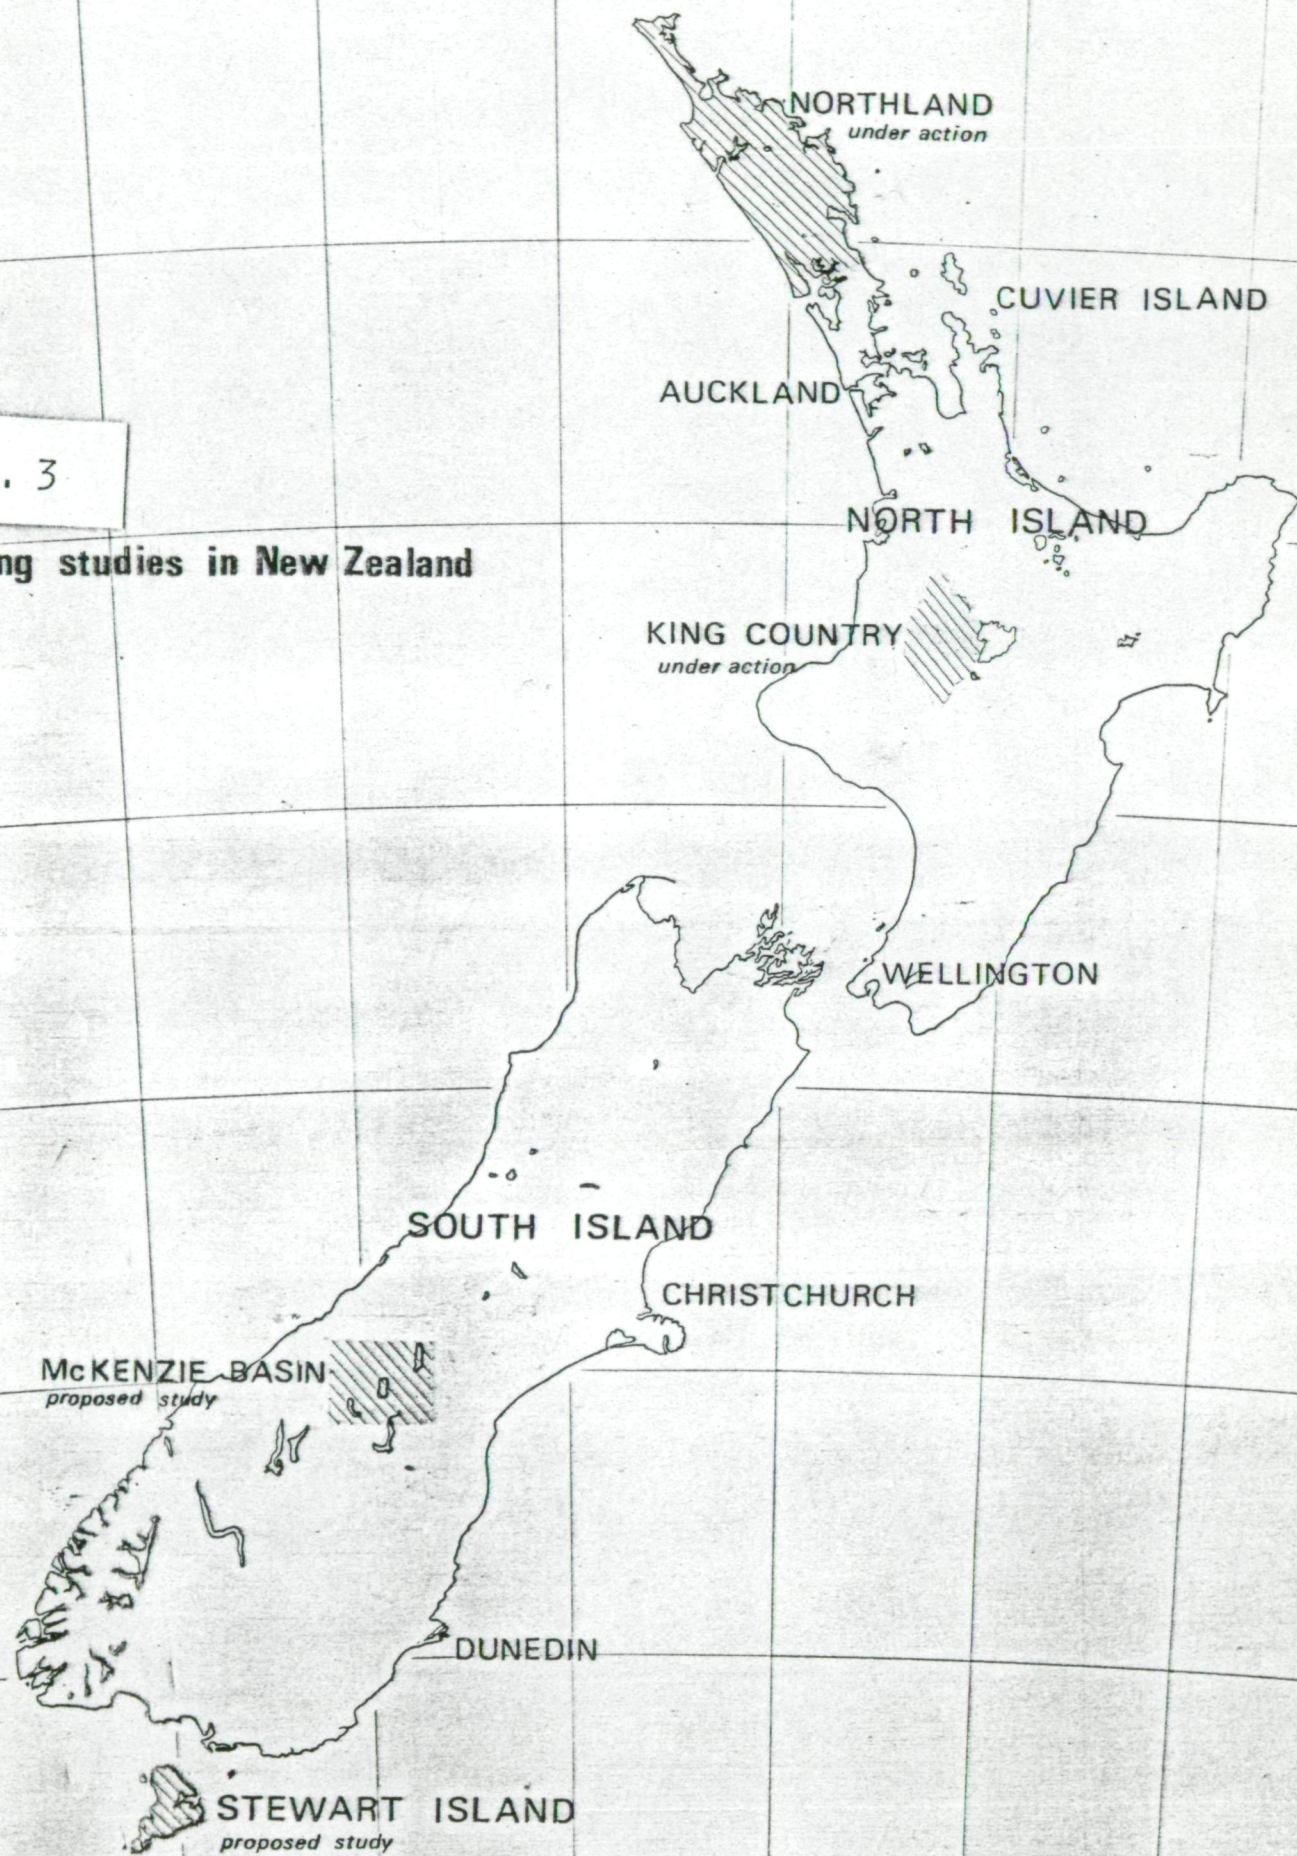 NORTHLAND
under action
CUVIER ISLAND
AUCKLAND
. 3
NORTH ISLAND
ng studies in New Zealand
KING COUNTRY
under action
WELLINGTON
SOUTH ISLAND
CHRISTCHURCH
McKENZIE BASIN
proposed study
DUNEDIN
STEWART ISLAND
proposed study